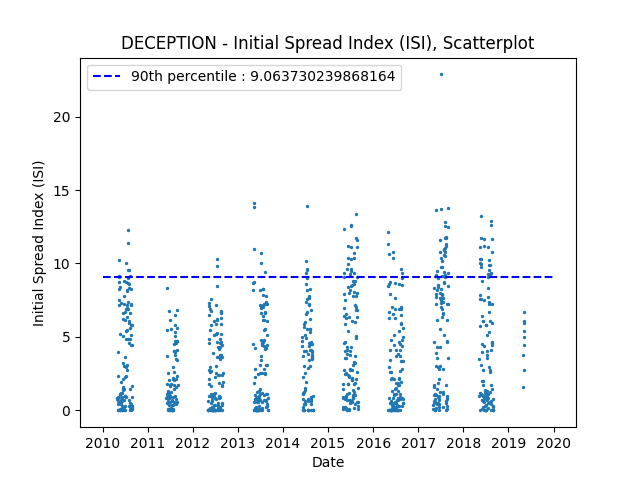 DECEPTION - Initial Spread Index (ISI), Scatterplot
90th percentile : 9.063730239868164
Initial Spread Index (ISI)
20
15
10
5
0
2010 2011 2012 2013 2014 2015 2016 2017 2018 2019 2020
Date